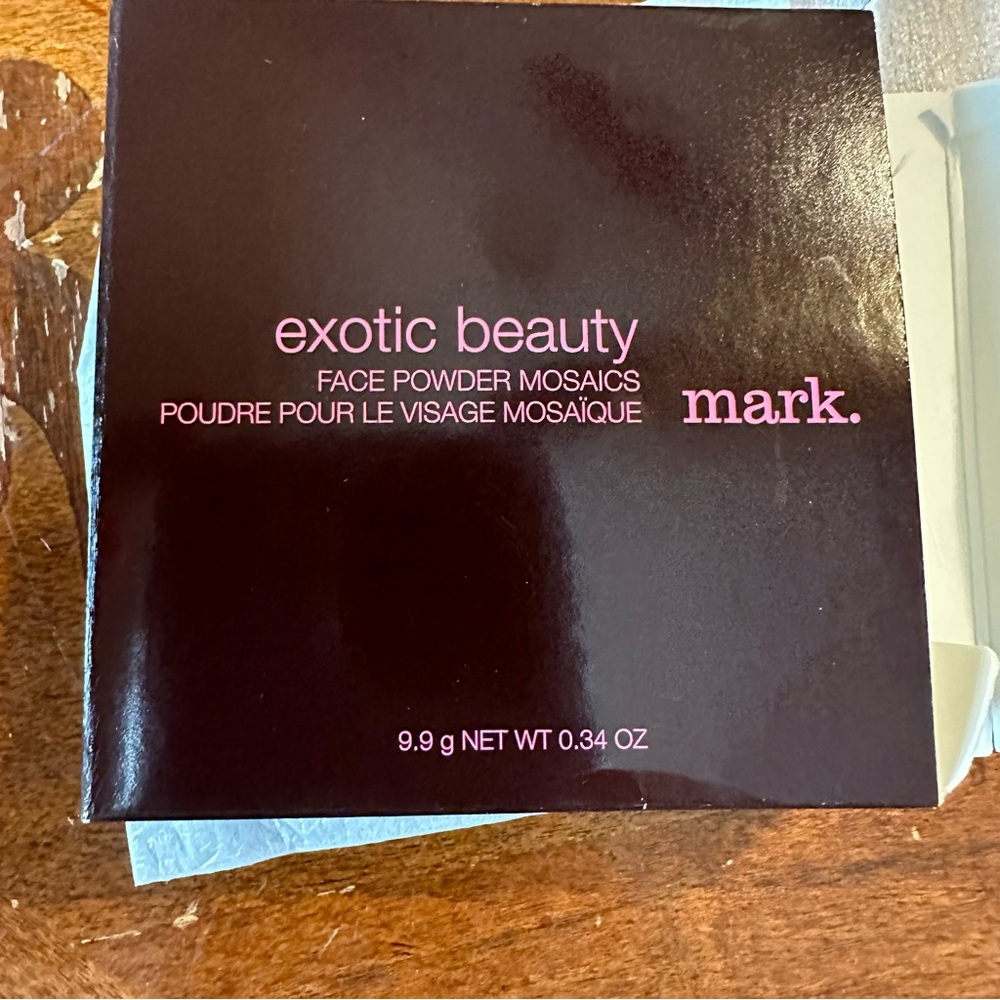 exotic beauty
FACE POWDER MOSAICS
POUDRE POUR LE VISAGE MOSAÏQUE
mark.
9.9 g NET WT 0.34 OZ